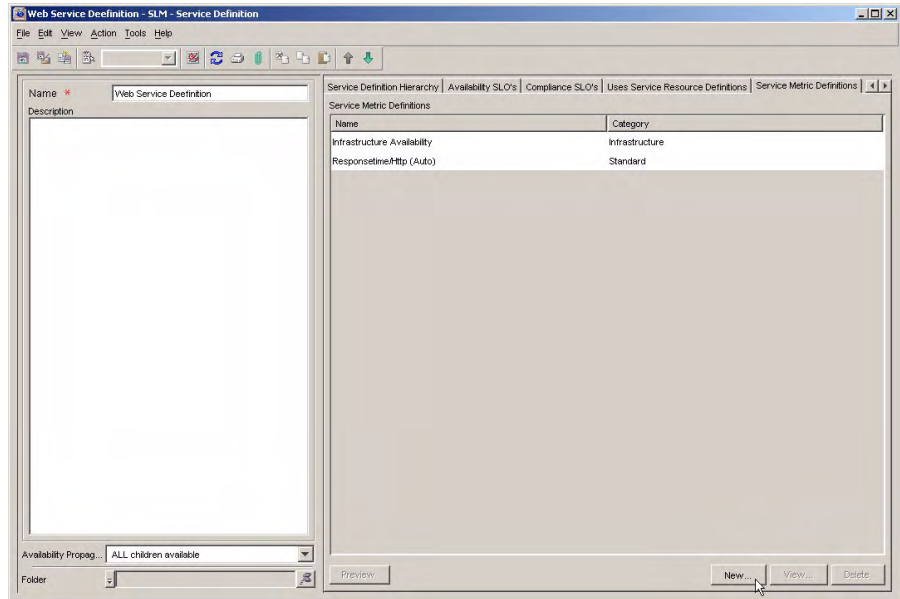 Web Service Deefinition - SLM - Service Definition
File Edit View Action Tools Help
Name *
Web Service Deefinition
Description
Service Definition Hierarchy Availability SLO's Compliance SLO's Uses Service Resource Definitions Service Metric Definitions
Service Metric Definitions
Name Category
Infrastructure Availability Infrastructure
Responsetime/Http (Auto) Standard
Availability Propag... ALL children available
Folder
Preview New... View... Delete